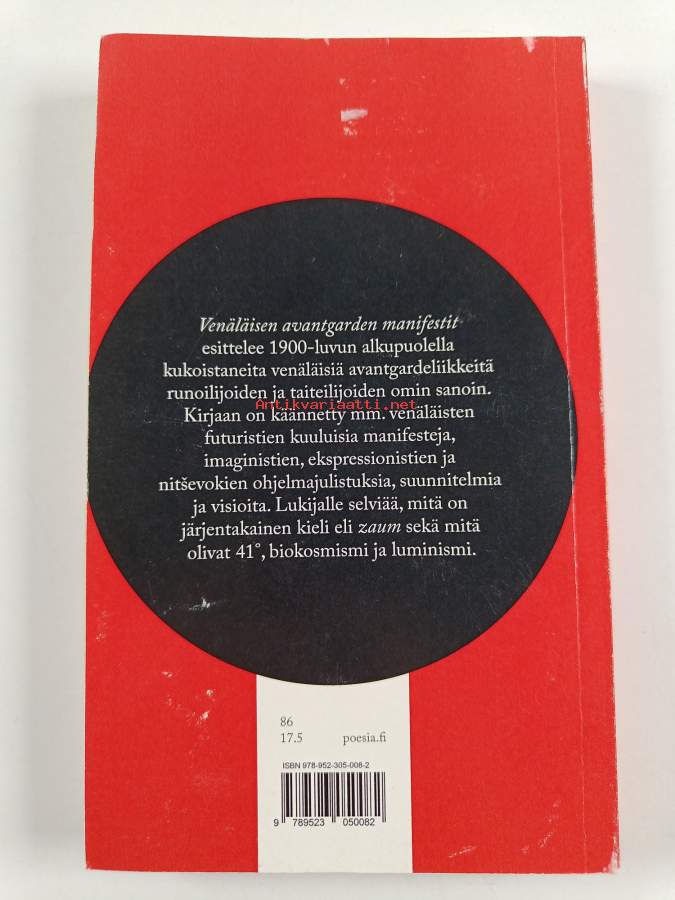 Venäläisen avantgarden manifestit
esittelee 1900-luvun alkupuolella
kukoistaneita venäläisiä avantgardeliikkeitä
runoilijoiden ja taiteilijoiden omin sanoin.
Antikvariaatti.net
Kirjaan on käännetty mm. venäläisten
futuristien kuuluisia manifesteja,
imaginistien, ekspressionistien ja
nitševokien ohjelmajulistuksia, suunnitelmia
ja visioita. Lukijalle selviää, mitä on
järjentakainen kieli eli zaum sekä mitä
olivat 41°, biokosmismi ja luminismi.
86
17.5 poesia.fi
ISBN 978-952-305-008-2
9 789523 050082